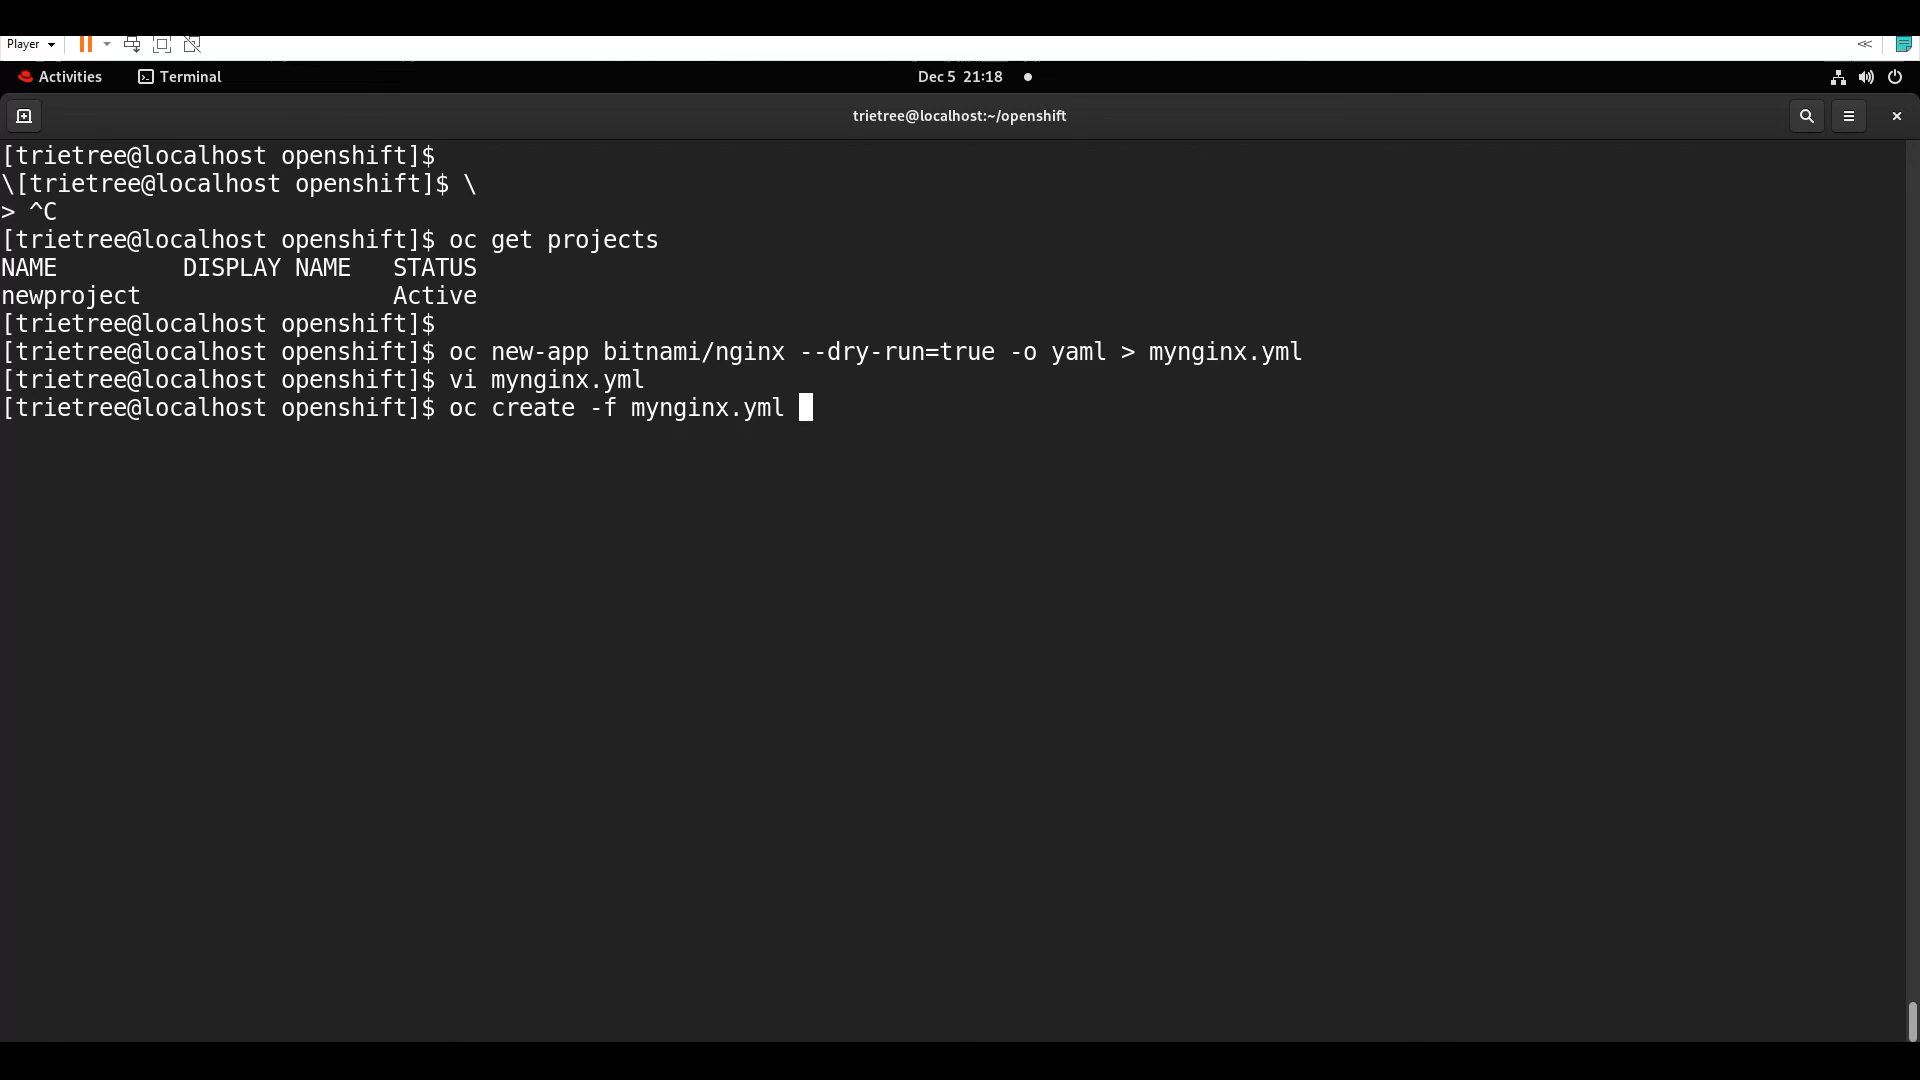 Player
<<
Activities
Terminal
Dec 5 21:18
trietree@localhost:~/openshift
[trietree@localhost openshift]$
\[trietree@localhost openshift]$ \
> ^C
[trietree@localhost openshift]$ oc get projects
NAME         DISPLAY NAME   STATUS
newproject                  Active
[trietree@localhost openshift]$
[trietree@localhost openshift]$ oc new-app bitnami/nginx --dry-run=true -o yaml > mynginx.yml
[trietree@localhost openshift]$ vi mynginx.yml
[trietree@localhost openshift]$ oc create -f mynginx.yml